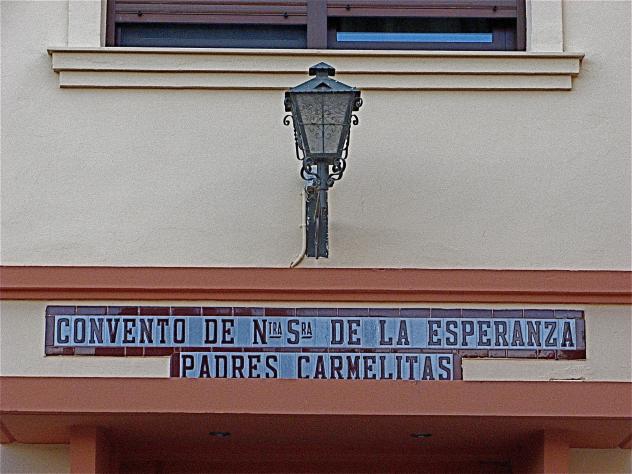 CONVENTO DE NTRA SRA DE LA ESPERANZA
PADRES CARMELITAS